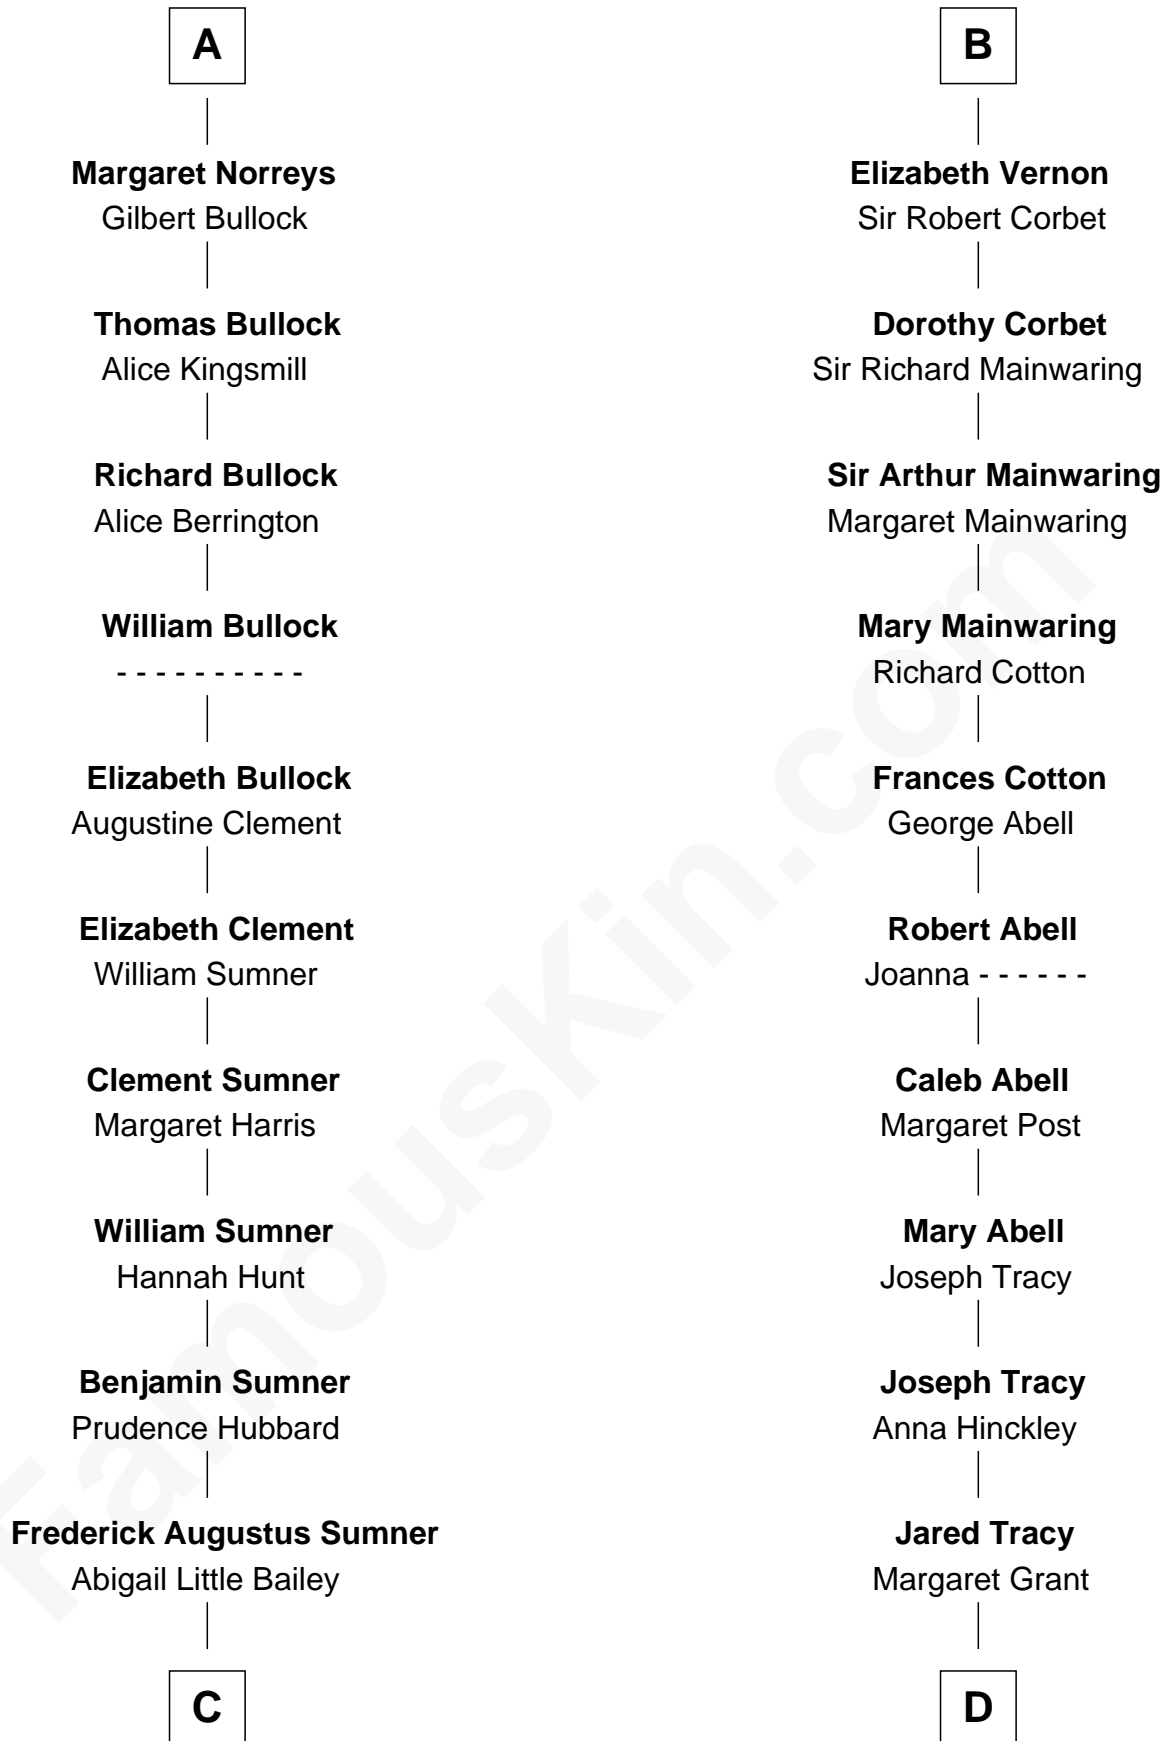 A
Margaret Norreys
Gilbert Bullock
Thomas Bullock
Alice Kingsmill
Richard Bullock
Alice Berrington
William Bullock
- - - - - - - - - -
Elizabeth Bullock
Augustine Clement
Elizabeth Clement
William Sumner
Clement Sumner
Margaret Harris
William Sumner
Hannah Hunt
Benjamin Sumner
Prudence Hubbard
Frederick Augustus Sumner
Abigail Little Bailey
C
B
Elizabeth Vernon
Sir Robert Corbet
Dorothy Corbet
Sir Richard Mainwaring
Sir Arthur Mainwaring
Margaret Mainwaring
Mary Mainwaring
Richard Cotton
Frances Cotton
George Abell
Robert Abell
Joanna - - - - - -
Caleb Abell
Margaret Post
Mary Abell
Joseph Tracy
Joseph Tracy
Anna Hinckley
Jared Tracy
Margaret Grant
D
FamousKin.com